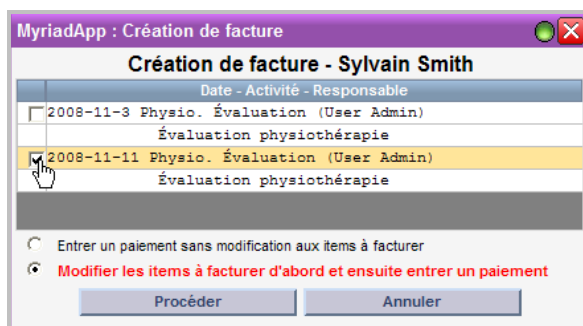 MyriadApp : Création de facture
Création de facture - Sylvain Smith
Date - Activité - Responsable
2008-11-3 Physio. Évaluation (User Admin)
Évaluation physiothérapie
2008-11-11 Physio. Évaluation (User Admin)
Évaluation physiothérapie
Entrer un paiement sans modification aux items à facturer
Modifier les items à facturer d'abord et ensuite entrer un paiement
Procéder Annuler